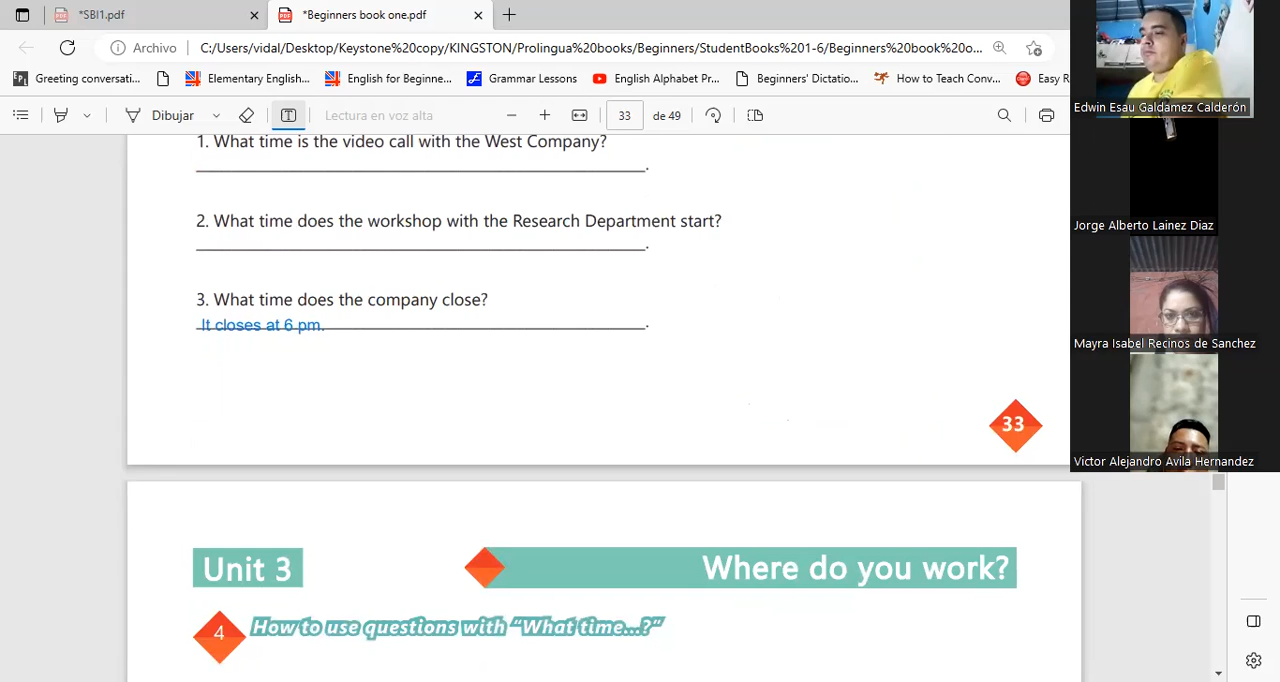 *SBI1.pdf
*Beginners book one.pdf
Archivo
C:/Users/vidal/Desktop/Keystone%20core/KINGSTON/Prolingua%20books/Beginners/StudentBooks%201-6/Beginners%20book%20o...
Greeting conversati...
Elementary English...
English for Beginne...
Grammar Lessons
English Alphabet Pr...
Beginners' Dictatio...
How to Teach Conv...
Easy R
Dibujar
Lectura en voz alta
33
de 49
1. What time is the video call with the West Company?
2. What time does the workshop with the Research Department start?
3. What time does the company close?
It closes at 6 pm.
33
Unit 3
Where do you work?
4
How to use questions with “What time...?”
Edwin Esau Galdamez Calderón
Jorge Alberto Lainez Diaz
Mayra Isabel Recinos de Sanchez
Victor Alejandro Avila Hernandez